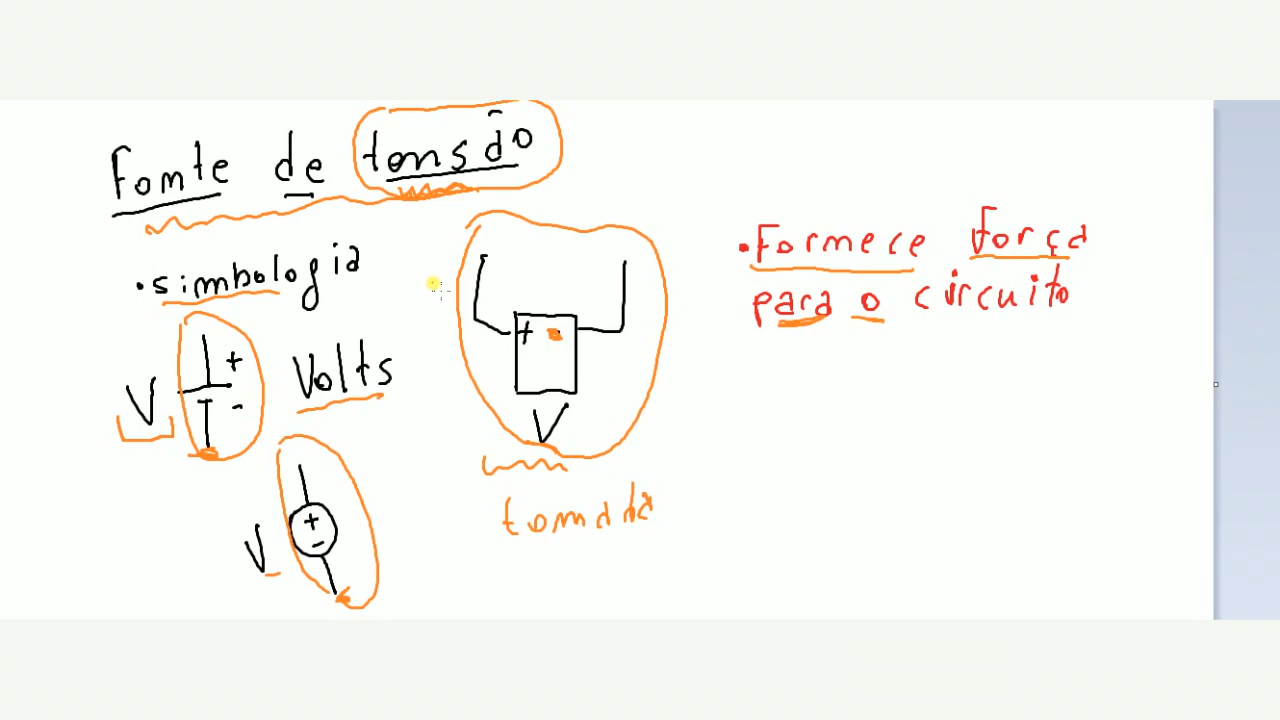 Fonte de tensão
•simbologia
V + - Volts
V + -
+ -
V
tomada
•Fornece força
para o circuito